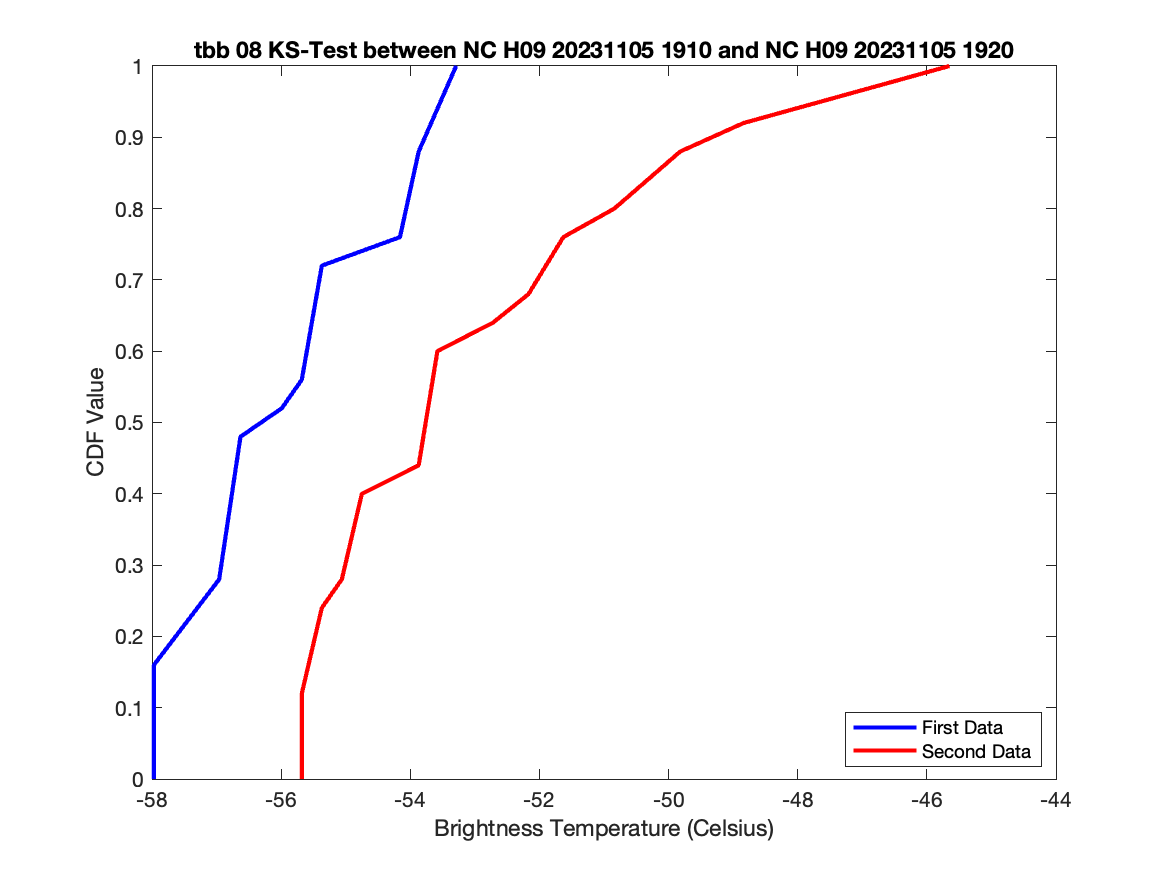 tbb 08 KS-Test between NC H09 20231105 1910 and NC H09 20231105 1920
1
0.9
0.8
0.7
0.6
0.5
0.4
0.3
0.2
0.1
0
CDF Value
First Data
Second Data
-58 -56 -54 -52 -50 -48 -46 -44
Brightness Temperature (Celsius)